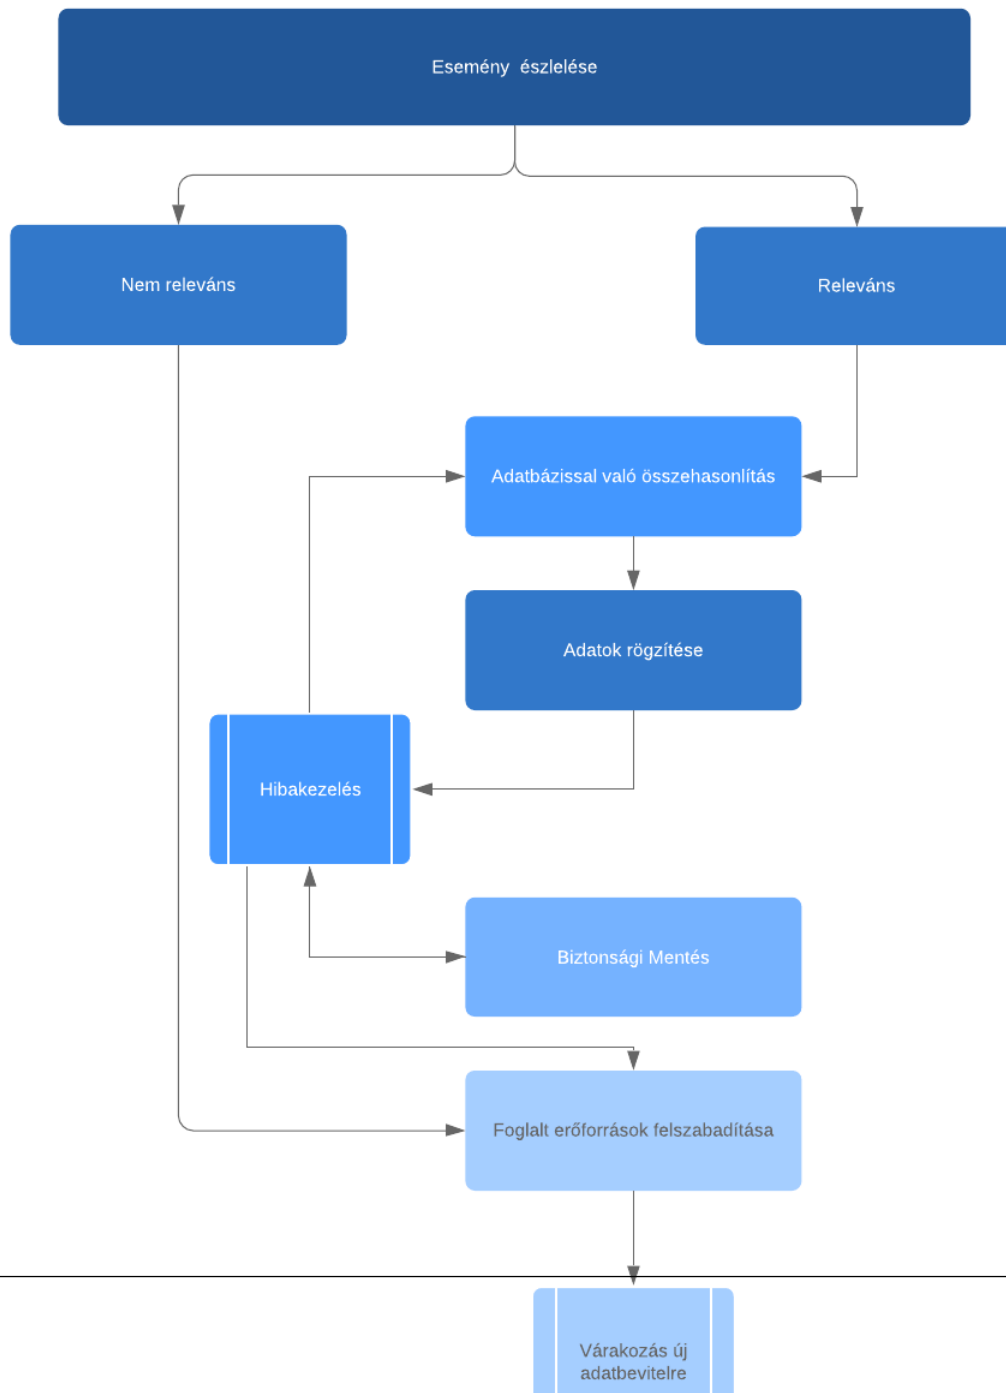 Esemény  észlelése
Nem releváns
Releváns
Adatbázissal való összehasonlítás
Adatok rögzítése
Hibakezelés
Biztonsági Mentés
Foglalt erőforrások felszabadítása
Várakozás új
adatbevitelre